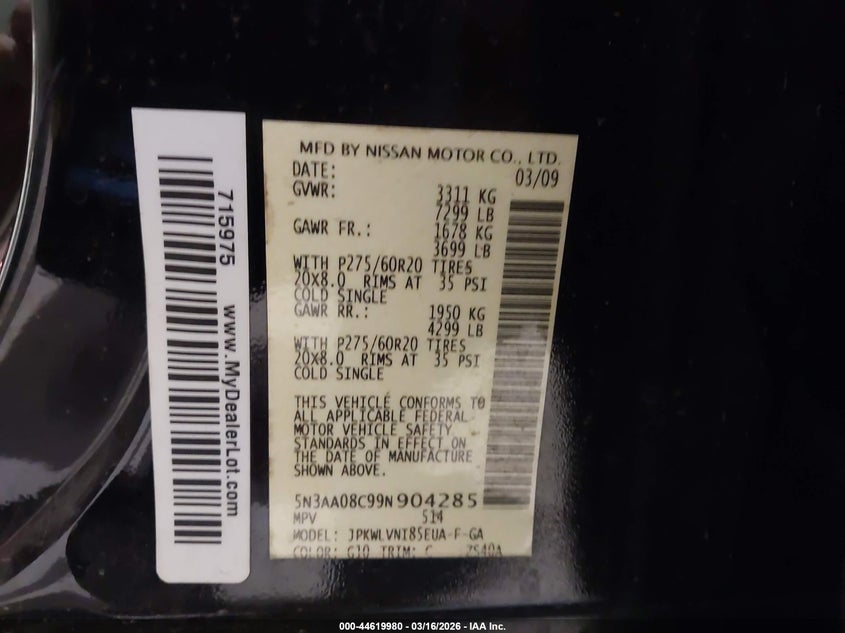 715975
www.MyDealerLot.com
MFD BY NISSAN MOTOR CO., LTD.
DATE: 03/09
GVWR: 3311 KG
7299 LB
GAWR FR.: 1678 KG
3699 LB
WITH P275/60R20 TIRES
20X8.0 RIMS AT 35 PSI
COLD SINGLE
GAWR RR.: 1950 KG
4299 LB
WITH P275/60R20 TIRES
20X8.0 RIMS AT 35 PSI
COLD SINGLE
THIS VEHICLE CONFORMS TO
ALL APPLICABLE FEDERAL
MOTOR VEHICLE SAFETY
STANDARDS IN EFFECT ON
THE DATE OF MANUFACTURE
SHOWN ABOVE.
5N3AA08C99N904285
MPV 514
MODEL: JPKWLVNI85EUA-F-GA
COLOR: G10 TRIM: C ZS40A
000-44619980 - 03/16/2026 - IAA Inc.